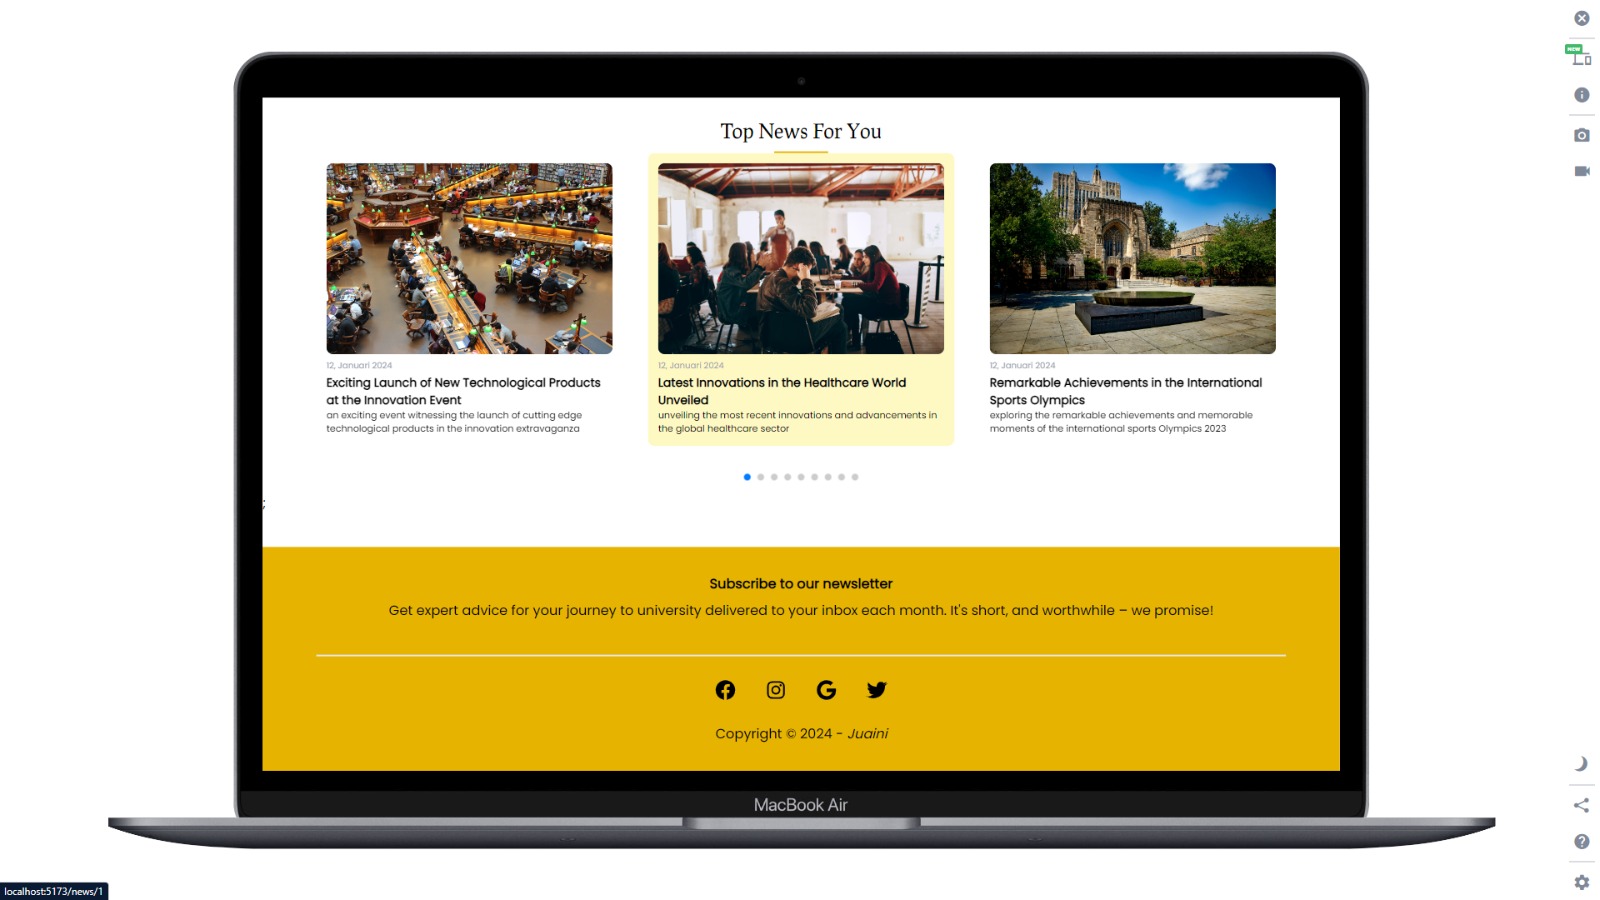 NEW
Top News For You
12, Januari 2024
Exciting Launch of New Technological Products
at the Innovation Event
an exciting event witnessing the launch of cutting edge
technological products in the innovation extravaganza
12, Januari 2024
Latest Innovations in the Healthcare World
Unveiled
unveiling the most recent innovations and advancements in
the global healthcare sector
12, Januari 2024
Remarkable Achievements in the International
Sports Olympics
exploring the remarkable achievements and memorable
moments of the international sports Olympics 2023
;
Subscribe to our newsletter
Get expert advice for your journey to university delivered to your inbox each month. It's short, and worthwhile – we promise!
Copyright © 2024 - Juaini
MacBook Air
localhost:5173/news/1